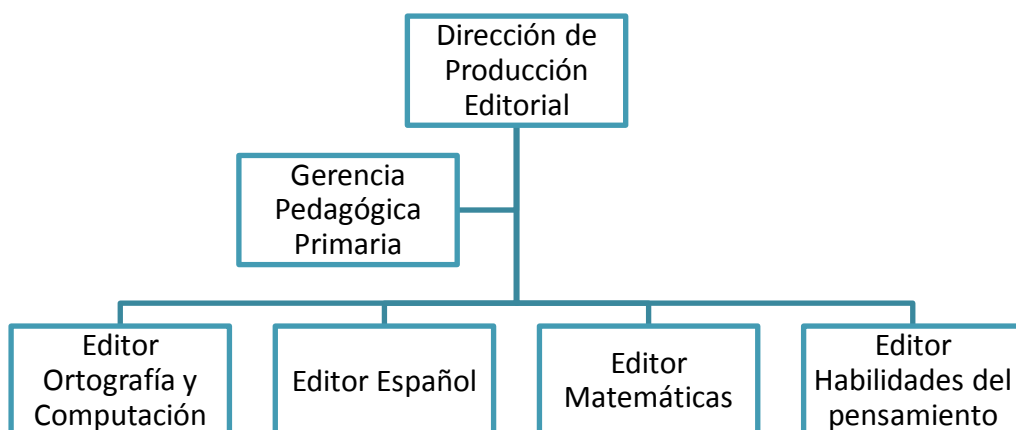 Dirección de
Producción
Editorial
Gerencia
Pedagógica
Primaria
Editor
Ortografía y
Computación
Editor Español
Editor
Matemáticas
Editor
Habilidades del
pensamiento